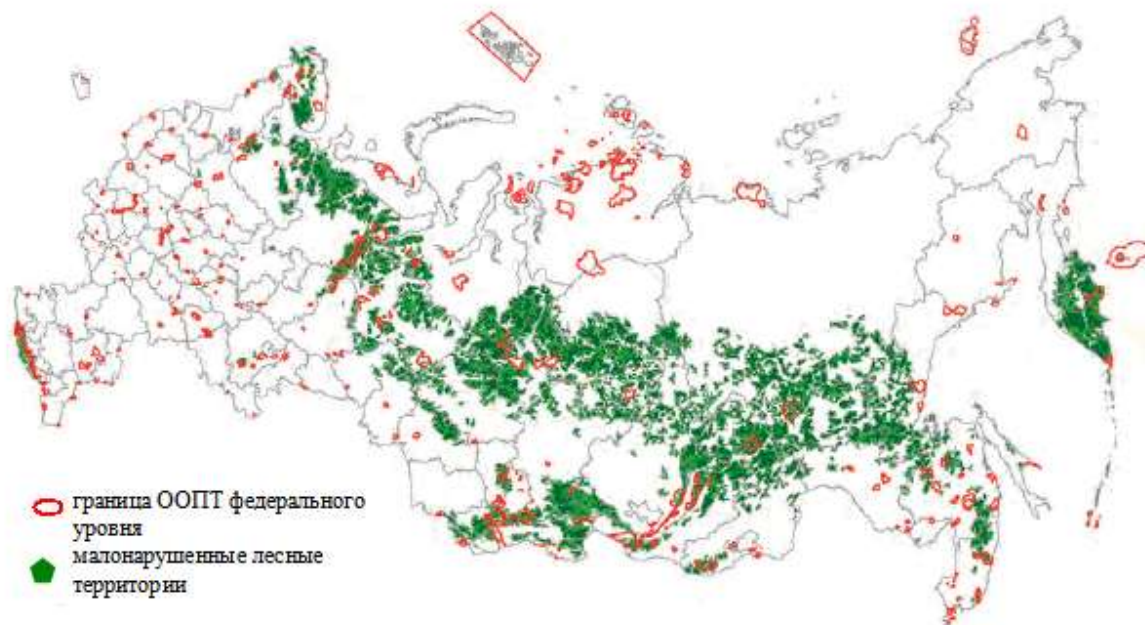 граница ООПТ федерального
уровня
малонарушенные лесные
территории